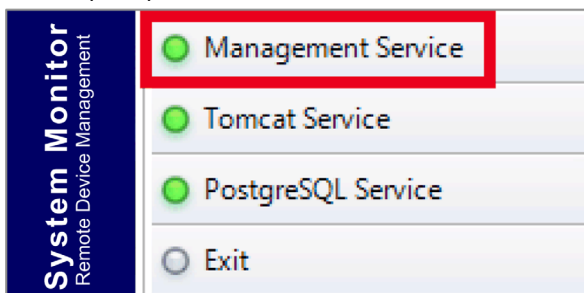 System Monitor
Remote Device Management
Management Service
Tomcat Service
PostgreSQL Service
Exit